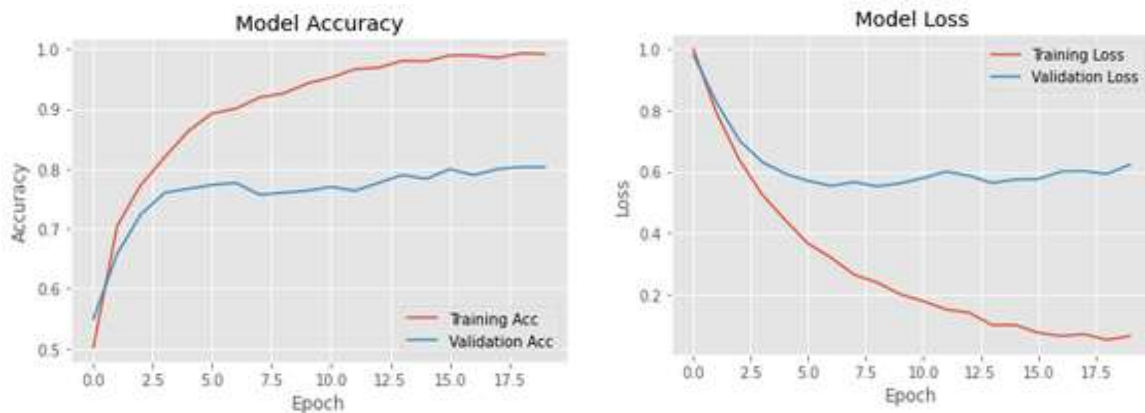 Model Accuracy
1.0
0.9
0.8
0.7
0.6
0.5
Accuracy
Training Acc
Validation Acc
0.0 2.5 5.0 7.5 10.0 12.5 15.0 17.5
Epoch
Model Loss
1.0
0.8
0.6
0.4
0.2
Loss
Training Loss
Validation Loss
0.0 2.5 5.0 7.5 10.0 12.5 15.0 17.5
Epoch